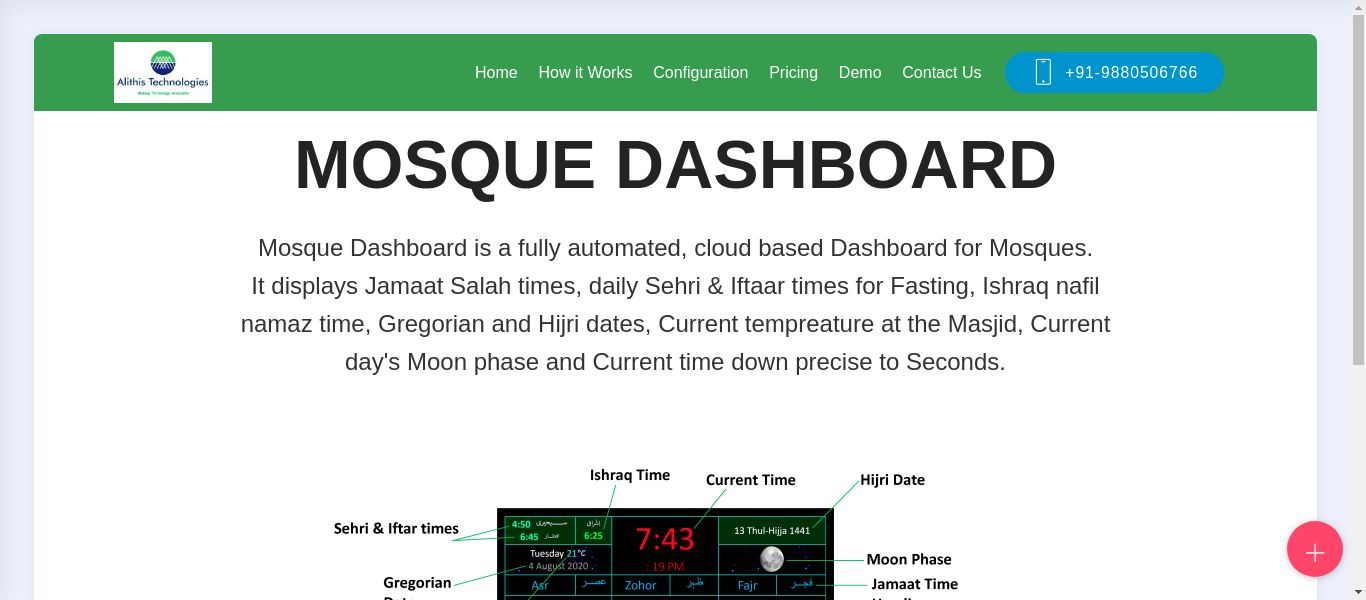 Alithis Technologies
Making Technology Accessible
Home How it Works Configuration Pricing Demo Contact Us +91-9880506766
MOSQUE DASHBOARD
Mosque Dashboard is a fully automated, cloud based Dashboard for Mosques.
It displays Jamaat Salah times, daily Sehri & Iftaar times for Fasting, Ishraq nafil
namaz time, Gregorian and Hijri dates, Current tempreature at the Masjid, Current
day's Moon phase and Current time down precise to Seconds.
Ishraq Time
Current Time
Hijri Date
Sehri & Iftar times
4:50
إشراق
7:43
13 Thul-Hijja 1441
6:45
6:25
Tuesday 21°C
4 August 2020
: 19 PM
Moon Phase
Gregorian
Asr عصر Zohor ظہر Fajr فجر
Jamaat Time